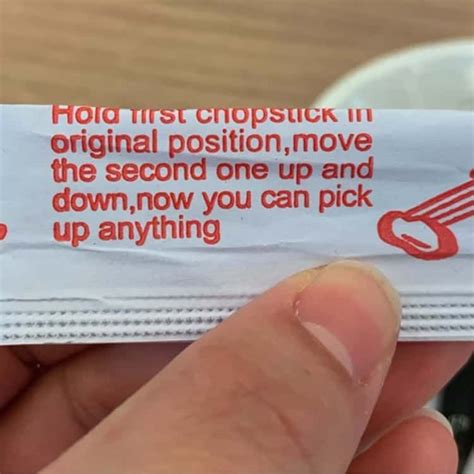 Hold first chopstick in
original position,move
the second one up and
down,now you can pick
up anything